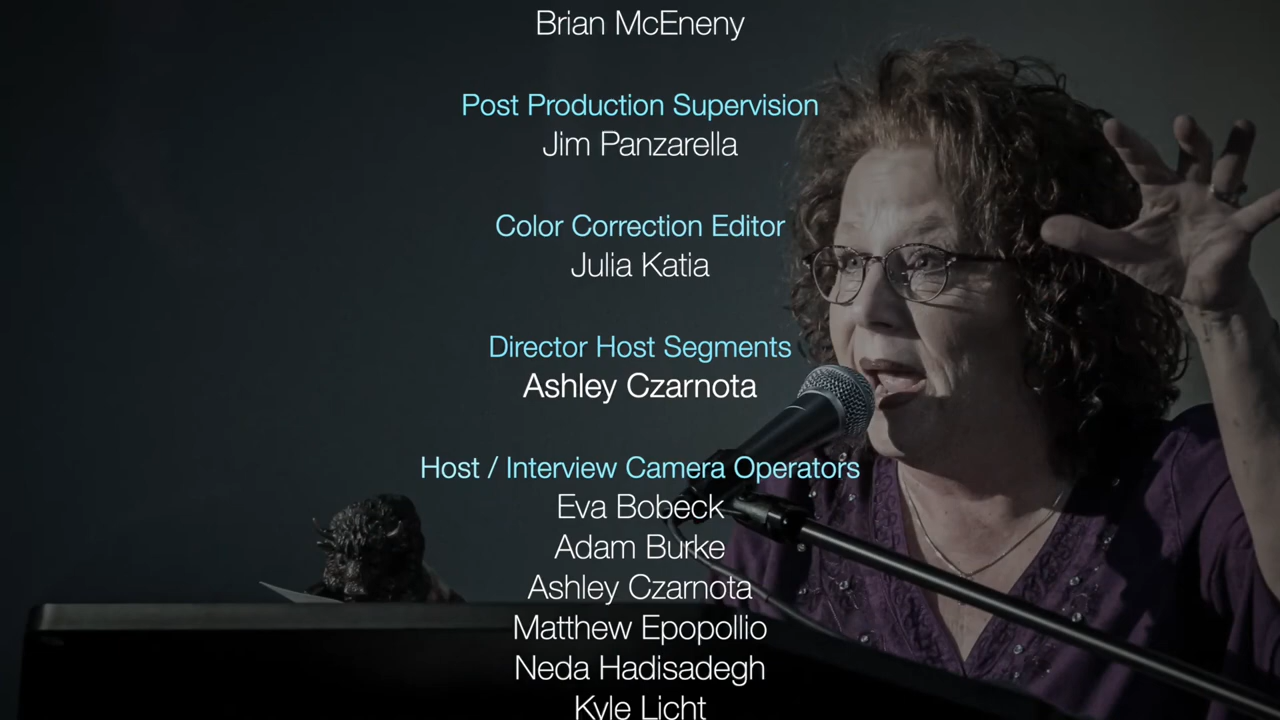 Brian McEneny
Post Production Supervision
Jim Panzarella
Color Correction Editor
Julia Katia
Director Host Segments
Ashley Czarnota
Host / Interview Camera Operators
Eva Bobeck
Adam Burke
Ashley Czarnota
Matthew Epopollio
Neda Hadisadegh
Kyle Licht